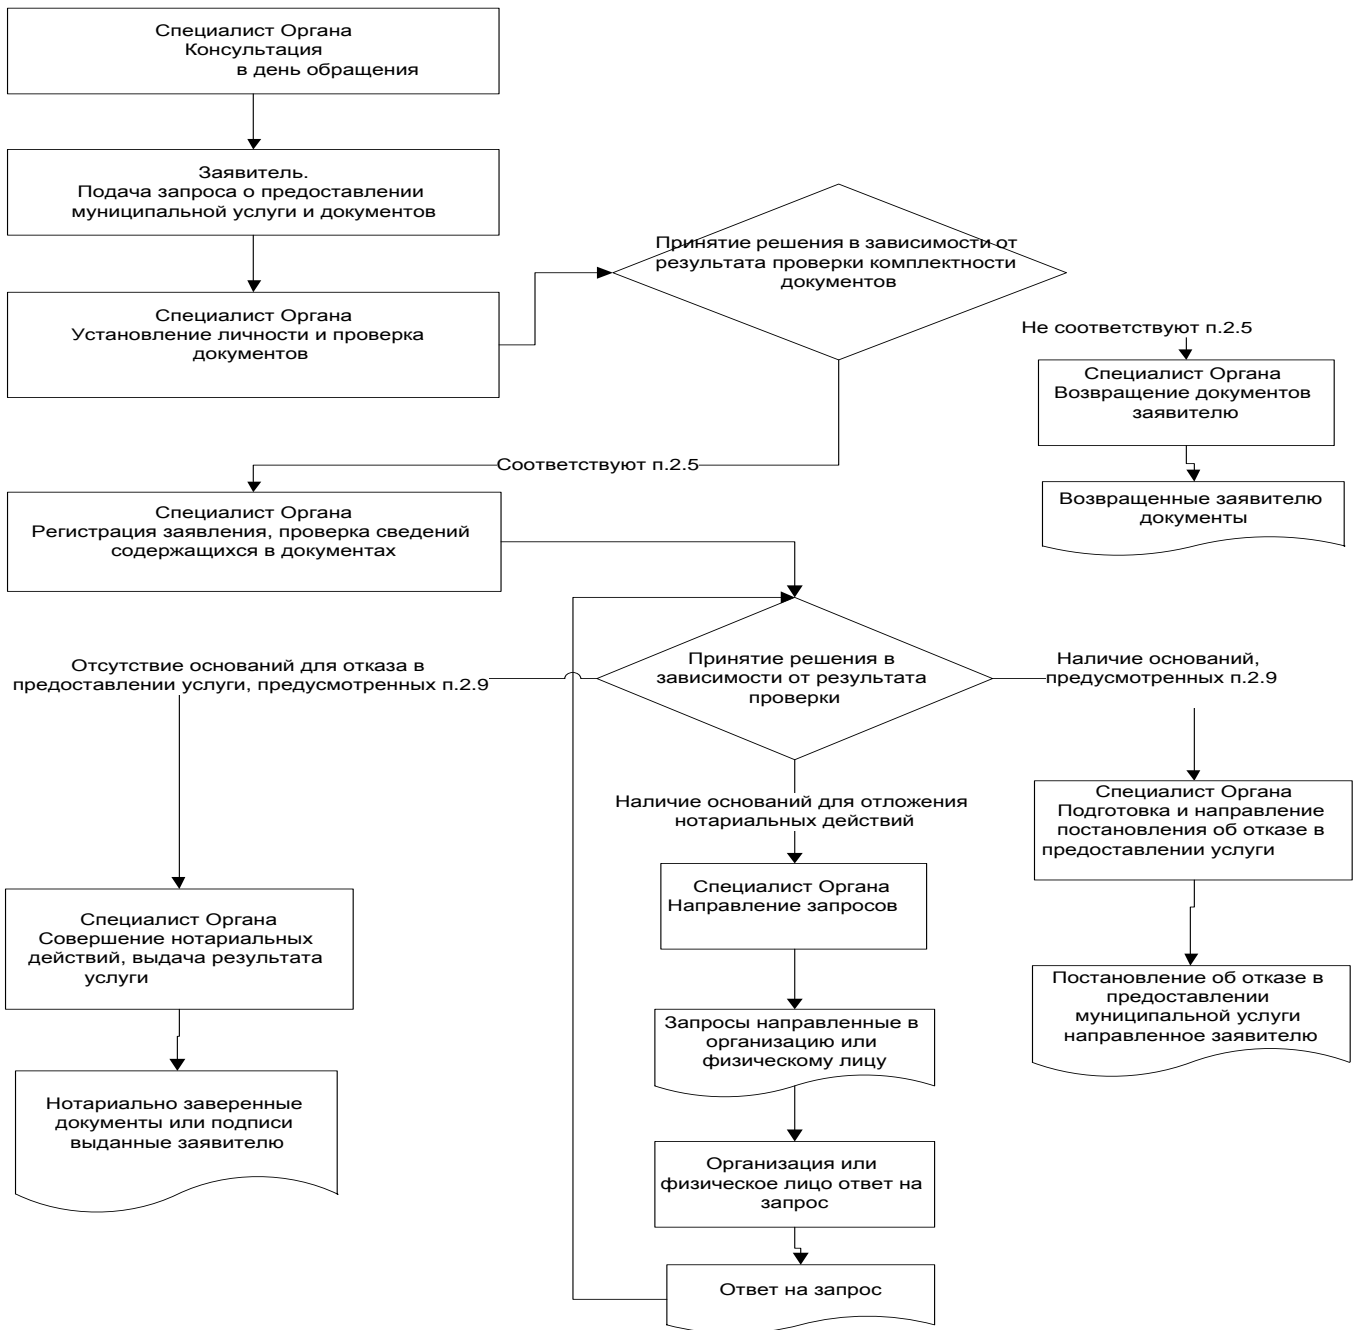 Специалист Органа
Консультация
в день обращения
Заявитель.
Подача запроса о предоставлении
муниципальной услуги и документов
Специалист Органа
Установление личности и проверка
документов
Принятие решения в зависимости от
результата проверки комплектности
документов
Не соответствуют п.2.5
Специалист Органа
Возвращение документов
заявителю
Возвращенные заявителю
документы
Соответствуют п.2.5
Специалист Органа
Регистрация заявления, проверка сведений
содержащихся в документах
Принятие решения в
зависимости от результата
проверки
Отсутствие оснований для отказа в
предоставлении услуги, предусмотренных п.2.9
Наличие оснований,
предусмотренных п.2.9
Наличие оснований для отложения
нотариальных действий
Специалист Органа
Подготовка и направление
постановления об отказе в
предоставлении услуги
Специалист Органа
Направление запросов
Специалист Органа
Совершение нотариальных
действий, выдача результата
услуги
Постановление об отказе в
предоставлении
муниципальной услуги
направленное заявителю
Запросы направленные в
организацию или
физическому лицу
Нотариально заверенные
документы или подписи
выданные заявителю
Организация или
физическое лицо ответ на
запрос
Ответ на запрос